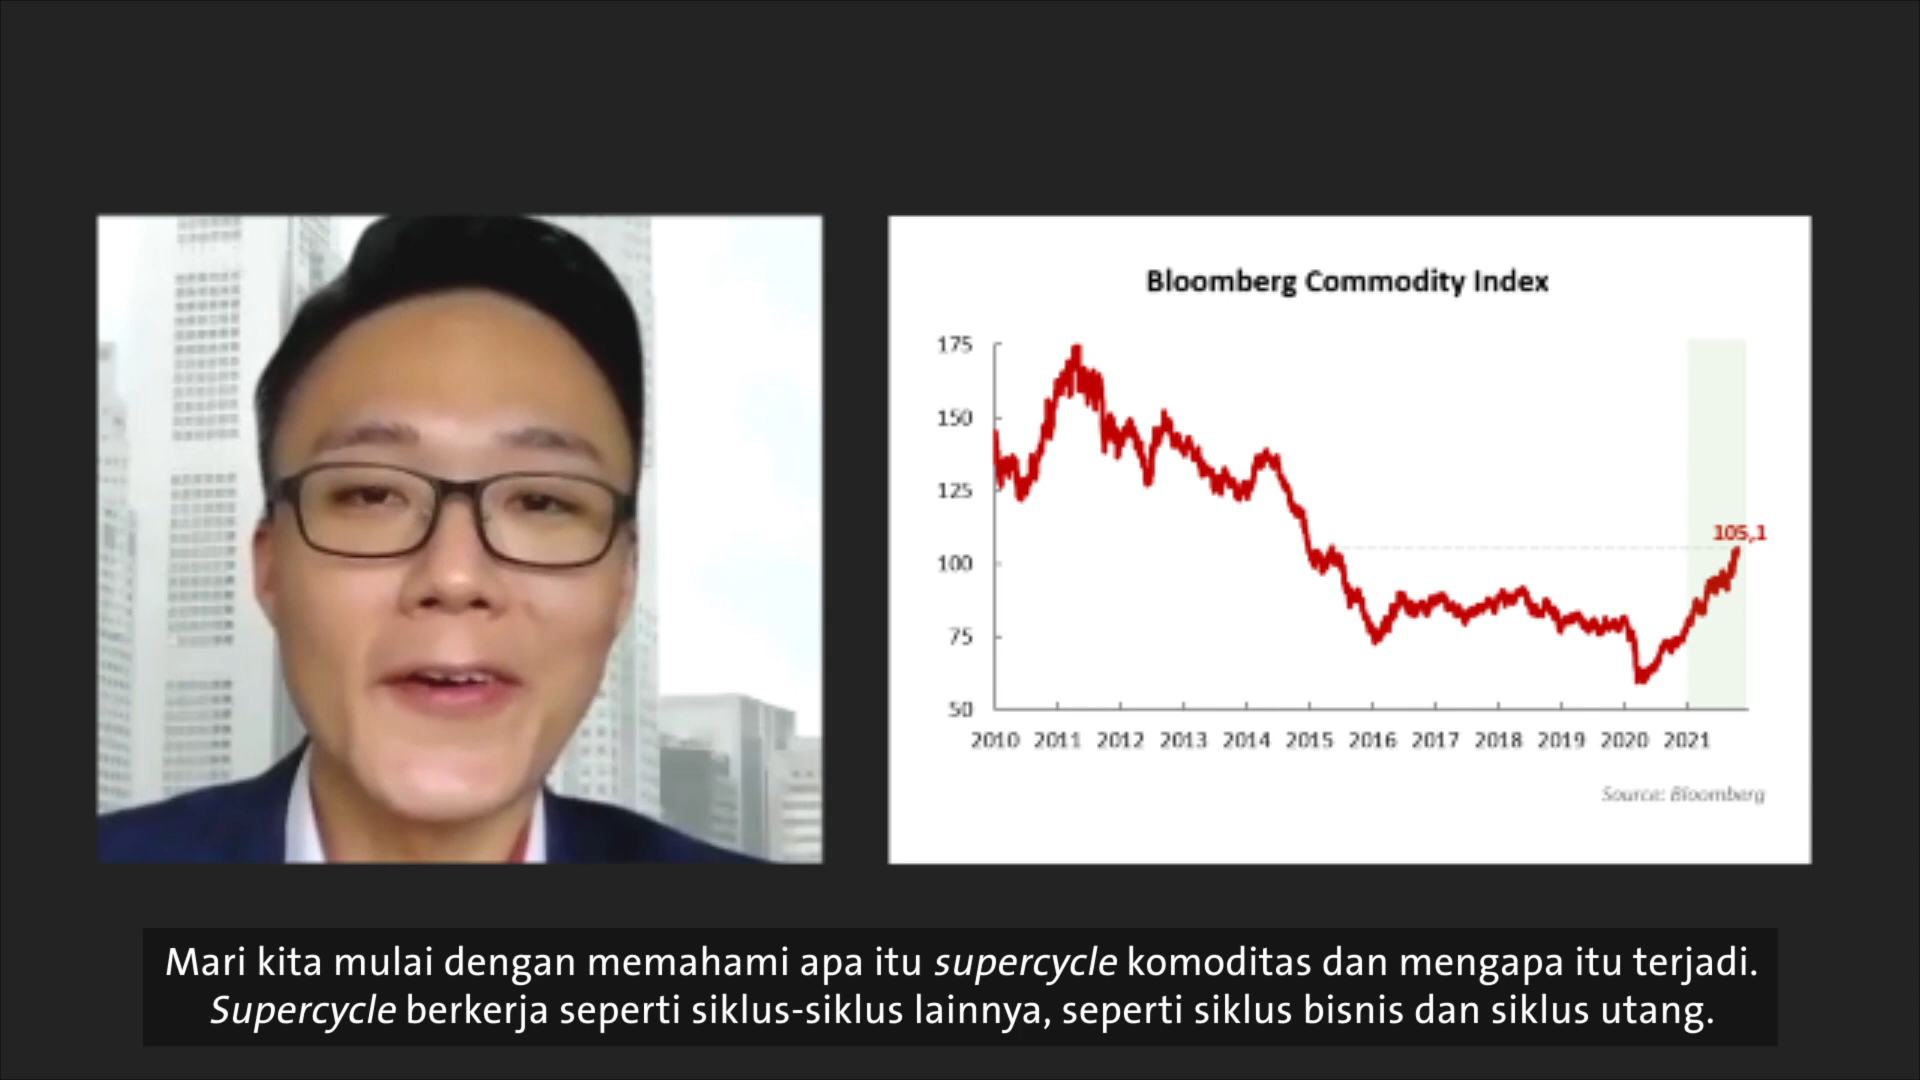 Bloomberg Commodity Index
175
150
125
105,1
100
75
50
2010 2011 2012 2013 2014 2015 2016 2017 2018 2019 2020 2021
Source: Bloomberg
Mari kita mulai dengan memahami apa itu supercycle komoditas dan mengapa itu terjadi.
Supercycle berkerja seperti siklus-siklus lainnya, seperti siklus bisnis dan siklus utang.